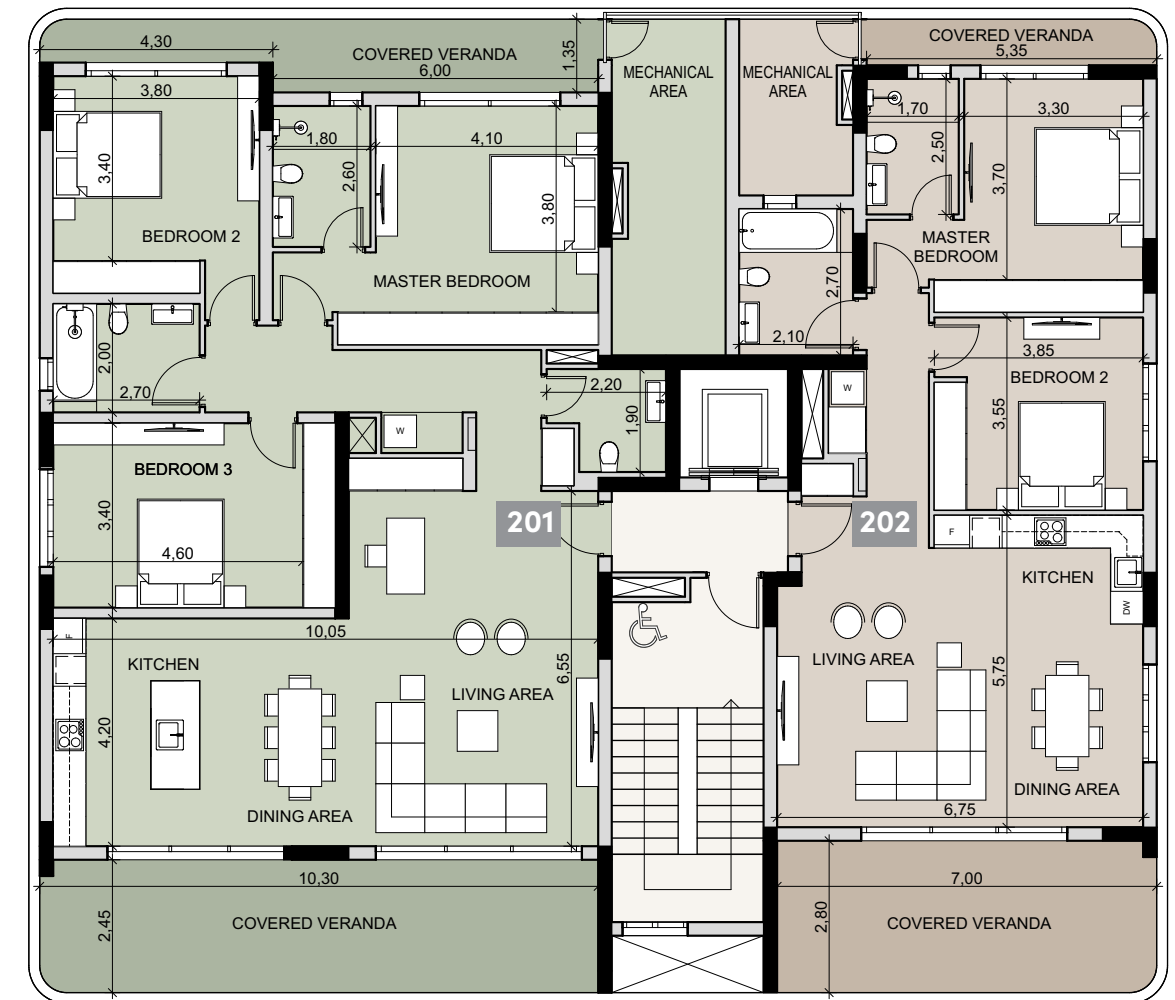 4,30
COVERED VERANDA
6,00
1,35
MECHANICAL
AREA
MECHANICAL
AREA
COVERED VERANDA
5,35
3,80
3,40
BEDROOM 2
1,80
2,60
4,10
3,80
MASTER BEDROOM
1,70
2,50
3,30
3,70
MASTER
BEDROOM
2,70
2,10
2,00
2,70
2,20
1,90
W
W
3,85
BEDROOM 2
3,55
BEDROOM 3
3,40
4,60
201
202
F
KITCHEN
DW
10,05
F
KITCHEN
6,55
LIVING AREA
4,20
DINING AREA
LIVING AREA
5,75
DINING AREA
6,75
10,30
2,45
COVERED VERANDA
7,00
2,80
COVERED VERANDA